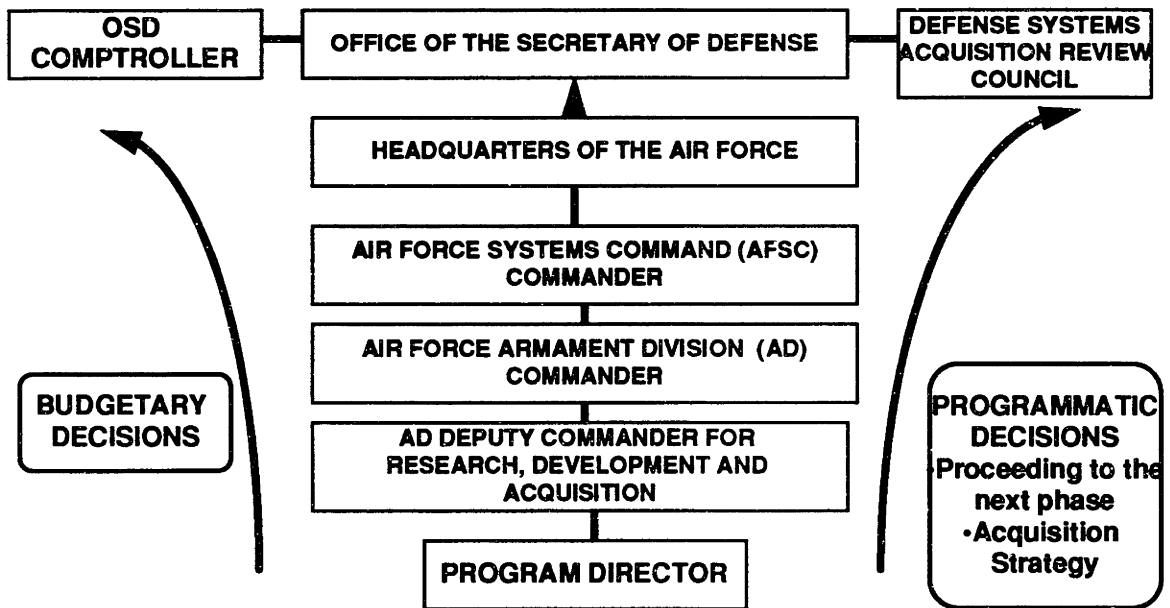 OSD
COMPTROLLER
OFFICE OF THE SECRETARY OF DEFENSE
DEFENSE SYSTEMS
ACQUISITION REVIEW
COUNCIL
HEADQUARTERS OF THE AIR FORCE
AIR FORCE SYSTEMS COMMAND (AFSC)
COMMANDER
AIR FORCE ARMAMENT DIVISION (AD)
COMMANDER
BUDGETARY
DECISIONS
AD DEPUTY COMMANDER FOR
RESEARCH, DEVELOPMENT AND
ACQUISITION
PROGRAMMATIC
DECISIONS
•Proceeding to the
next phase
•Acquisition
Strategy
PROGRAM DIRECTOR